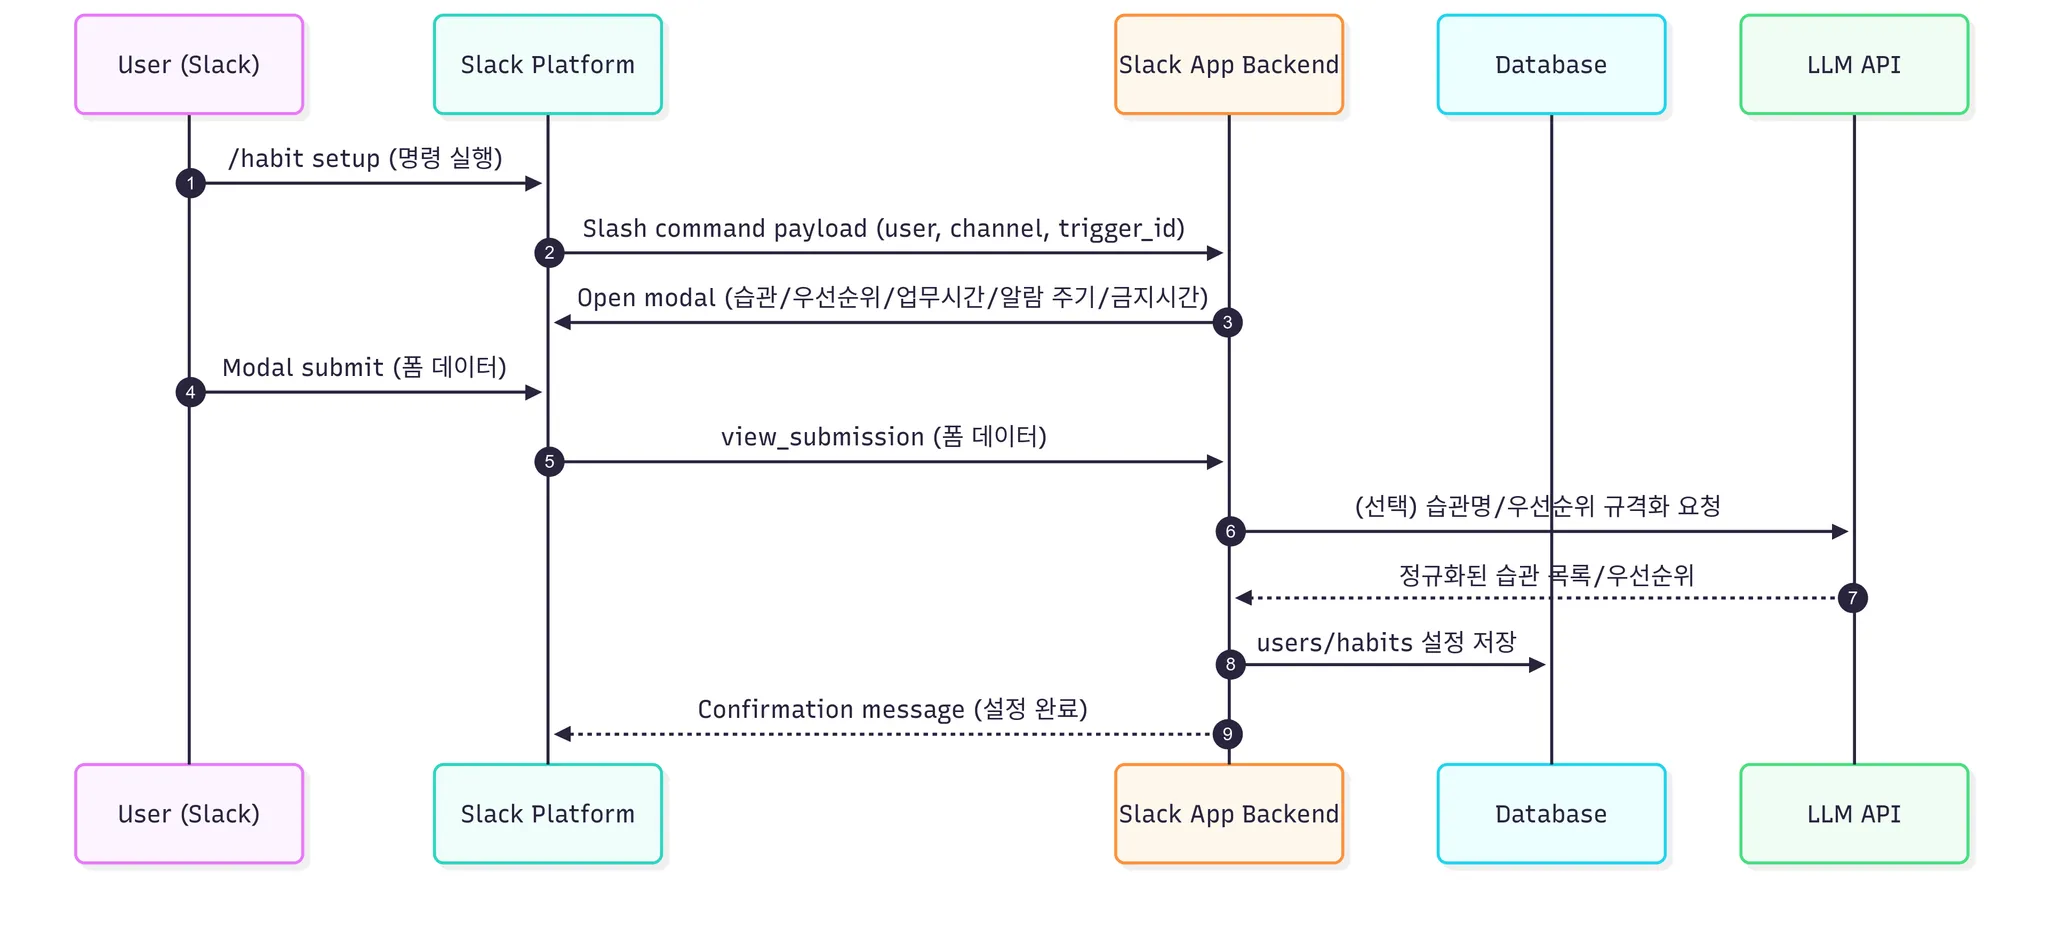 User (Slack)
Slack Platform
Slack App Backend
Database
LLM API
/habit setup (명령 실행)
1
Slash command payload (user, channel, trigger_id)
2
Open modal (습관/우선순위/업무시간/알람 주기/금지시간)
3
Modal submit (폼 데이터)
4
view_submission (폼 데이터)
5
(선택) 습관명/우선순위 규격화 요청
6
정규화된 습관 목록/우선순위
7
users/habits 설정 저장
8
Confirmation message (설정 완료)
9
User (Slack)
Slack Platform
Slack App Backend
Database
LLM API